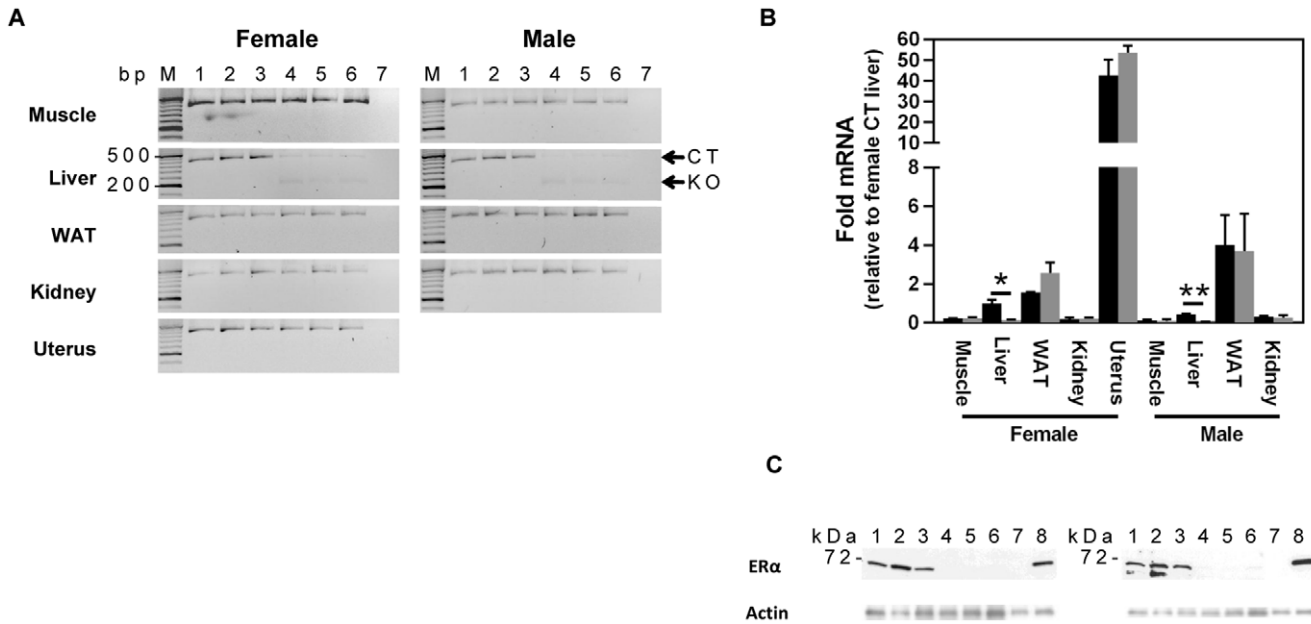 A
Female
Male
bp M 1 2 3 4 5 6 7
M 1 2 3 4 5 6 7
Muscle
Liver
500
200
CT
KO
WAT
Kidney
Uterus
B
Fold mRNA
(relative to female CT liver)
60
50
40
30
20
10
8
6
4
2
0
*
**
Muscle
Liver
WAT
Kidney
Uterus
Muscle
Liver
WAT
Kidney
Female
Male
C
kDa 1 2 3 4 5 6 7 8
kDa 1 2 3 4 5 6 7 8
72-
72-
ERα
Actin